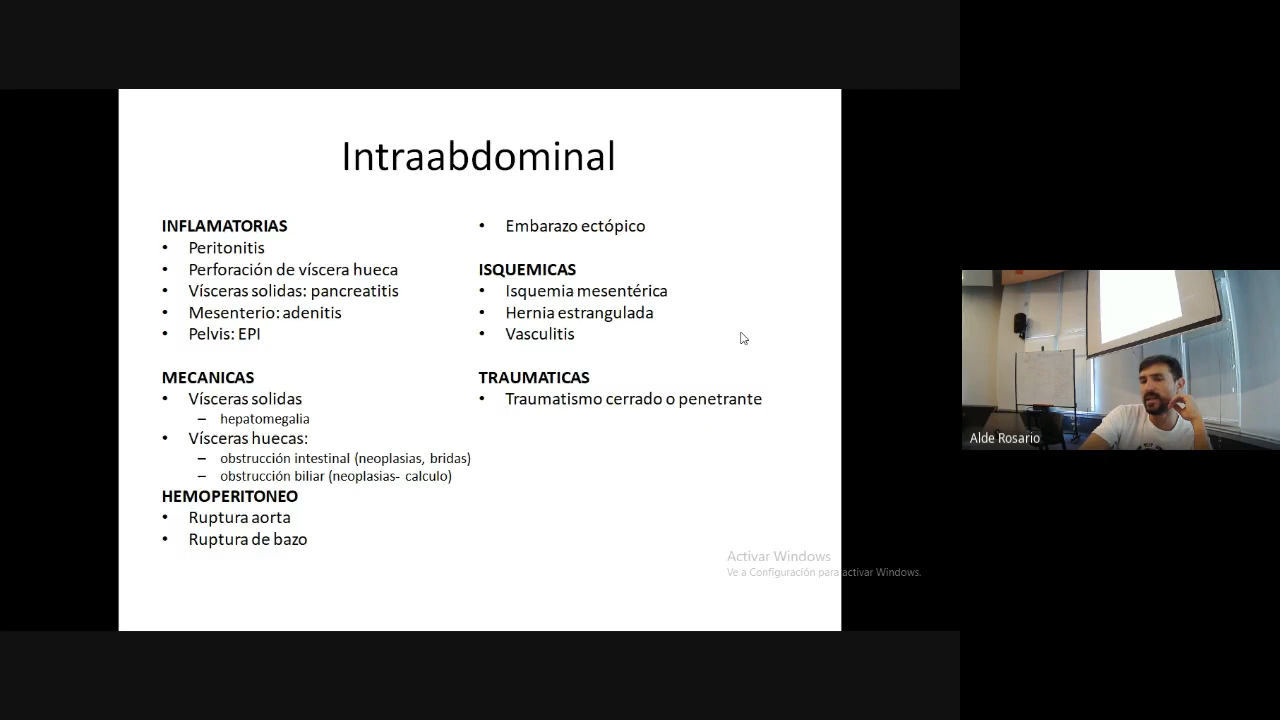 Intraabdominal
INFLAMATORIAS
• Peritonitis
• Perforación de víscera hueca
• Vísceras solidas: pancreatitis
• Mesenterio: adenitis
• Pelvis: EPI
MECANICAS
• Vísceras solidas
– hepatomegalia
• Vísceras huecas:
– obstrucción intestinal (neoplasias, bridas)
– obstrucción biliar (neoplasias- calculo)
HEMOPERITONEO
• Ruptura aorta
• Ruptura de bazo
• Embarazo ectópico
ISQUEMICAS
• Isquemia mesentérica
• Hernia estrangulada
• Vasculitis
TRAUMATICAS
• Traumatismo cerrado o penetrante
Activar Windows
Ve a Configuración para activar Windows.
Alde Rosario